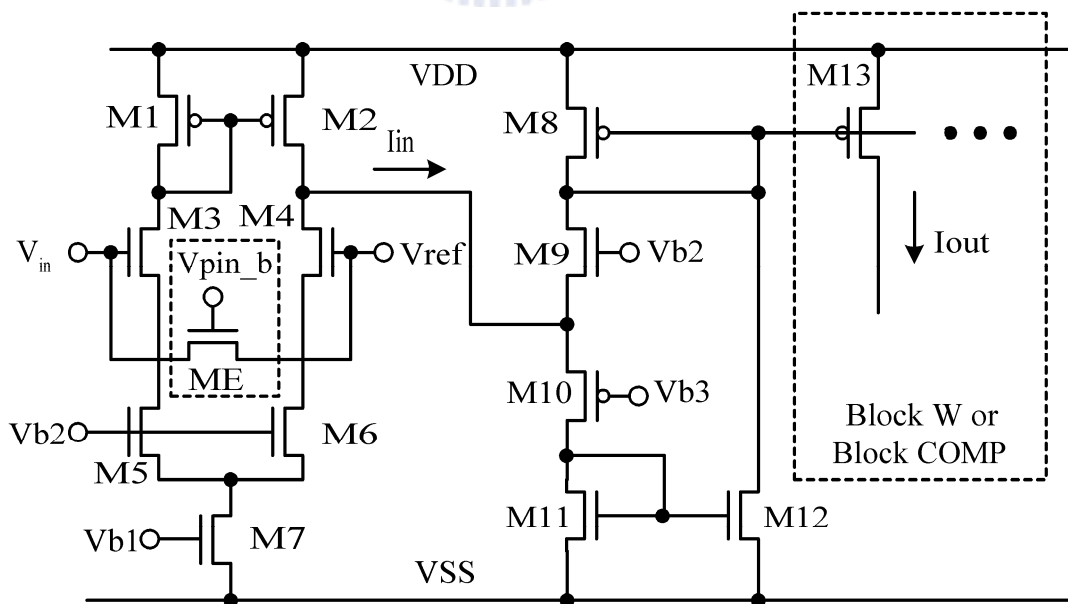 VDD
M13
M1
M2
M8
Iin
M3
M4
V_in
Vref
M9
Vb2
Iout
Vpin_b
ME
M10
Vb3
Vb2
M5
M6
Block W or
Block COMP
M11
M12
Vb1
M7
VSS